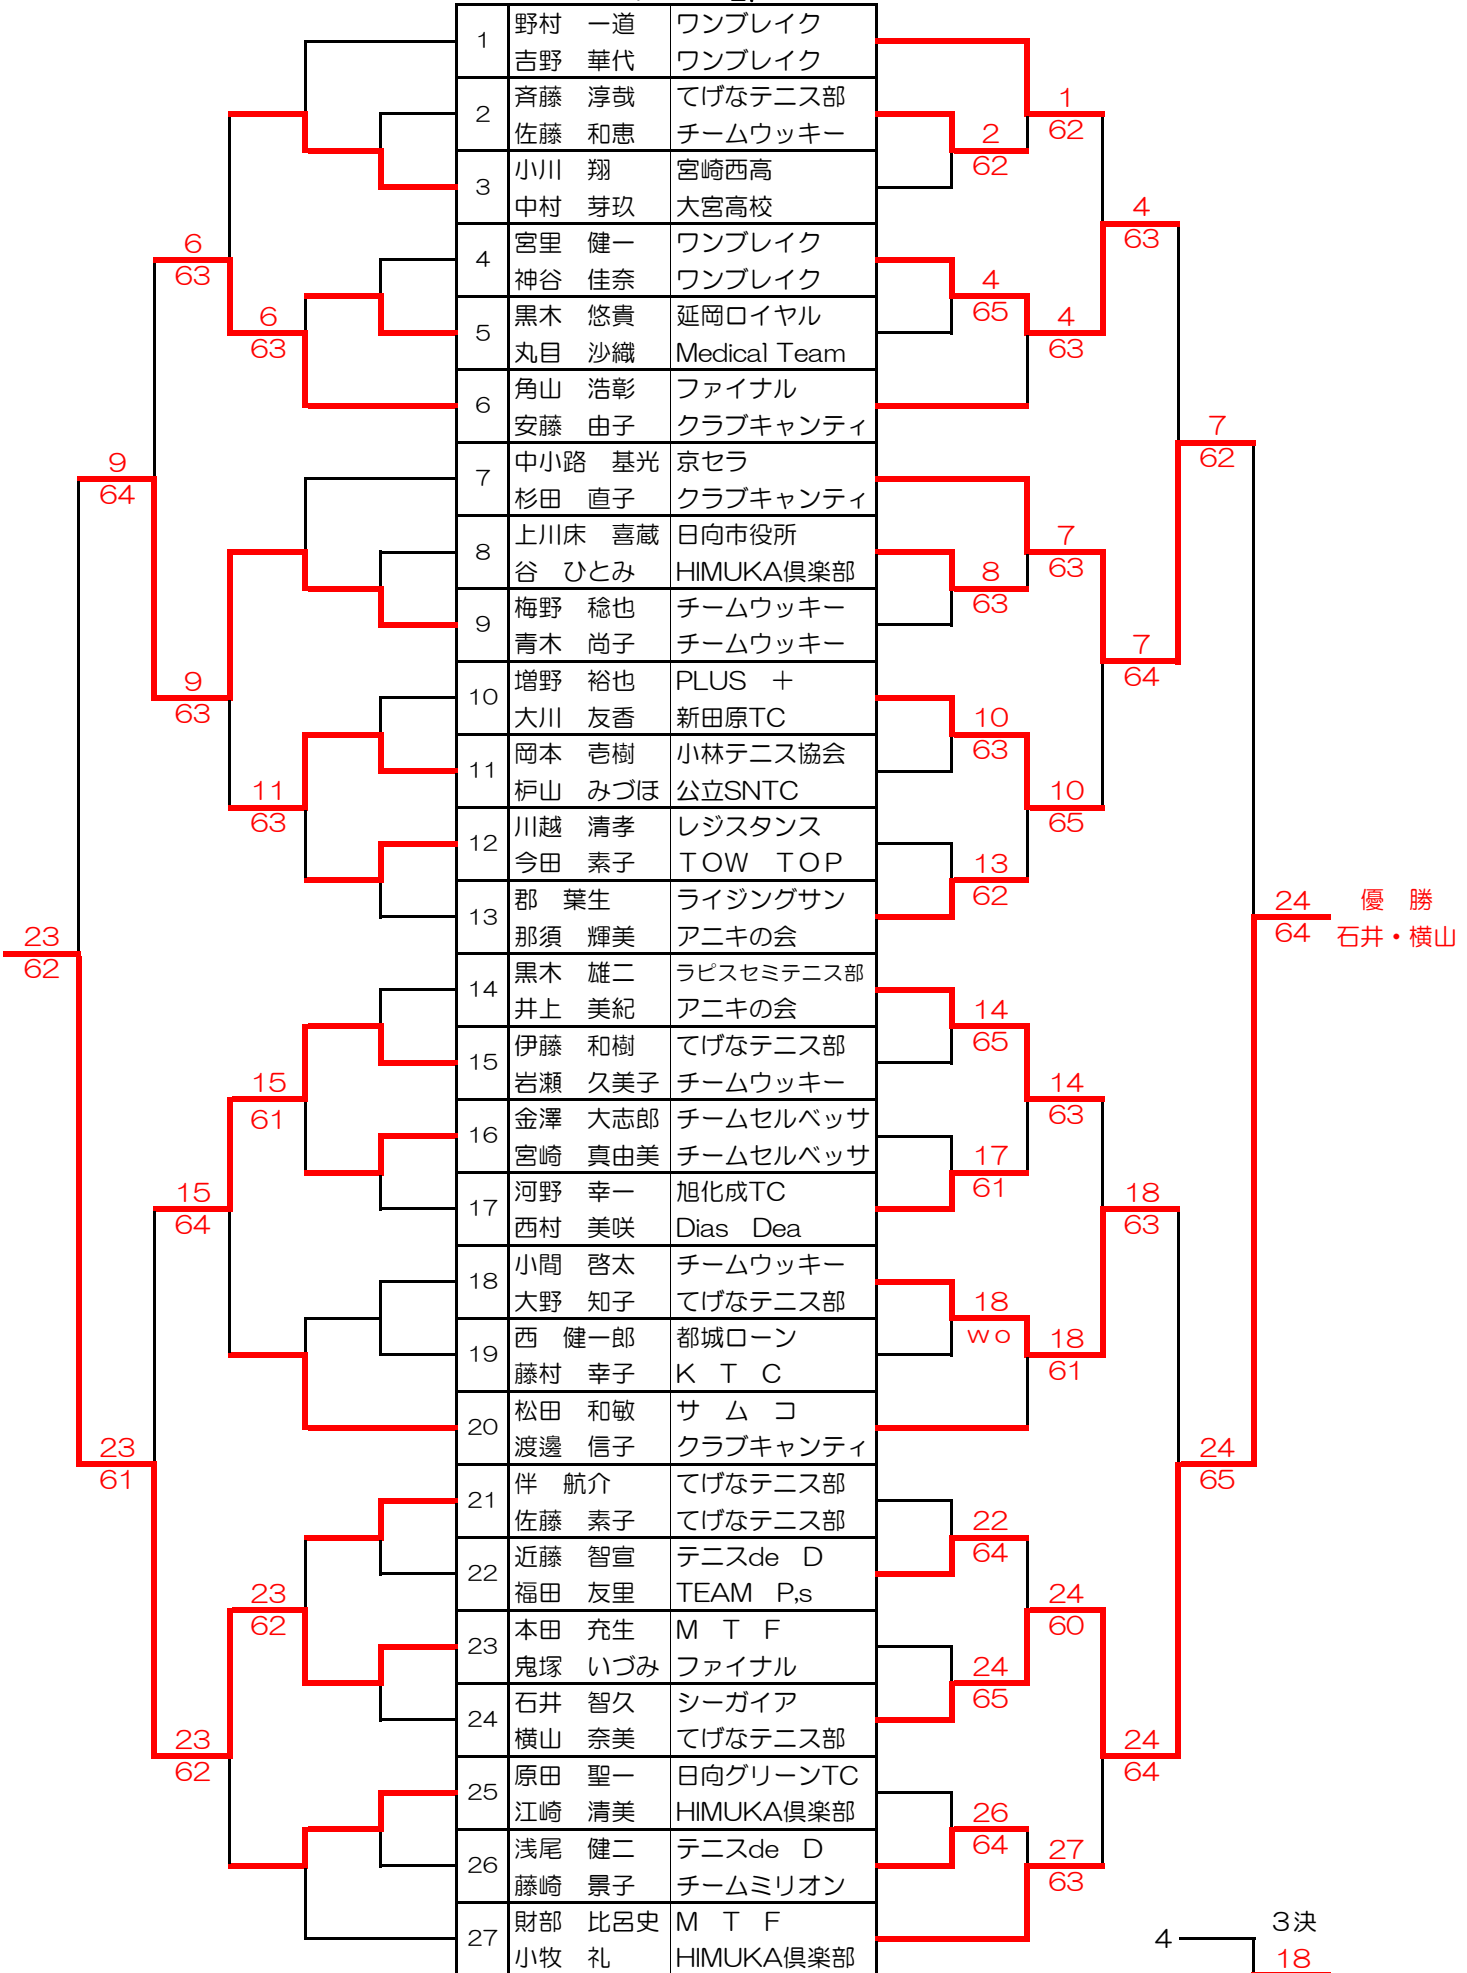 1 野村 一道 ワンブレイク
吉野 華代 ワンブレイク
2 斉藤 淳哉 てげなテニス部
佐藤 和恵 チームウッキー
3 小川 翔 宮崎西高
中村 芽玖 大宮高校
4 宮里 健一 ワンブレイク
神谷 佳奈 ワンブレイク
5 黒木 悠貴 延岡ロイヤル
丸目 沙織 Medical Team
6 角山 浩彰 ファイナル
安藤 由子 クラブキャンティ
7 中小路 基光 京セラ
杉田 直子 クラブキャンティ
8 上川床 喜蔵 日向市役所
谷 ひとみ HIMUKA倶楽部
9 梅野 稔也 チームウッキー
青木 尚子 チームウッキー
10 増野 裕也 PLUS +
大川 友香 新田原TC
11 岡本 壱樹 小林テニス協会
枦山 みづほ 公立SNTC
12 川越 清孝 レジスタンス
今田 素子 TOW TOP
13 郡 葉生 ライジングサン
那須 輝美 アニキの会
14 黒木 雄二 ラピスセミテニス部
井上 美紀 アニキの会
15 伊藤 和樹 てげなテニス部
岩瀬 久美子 チームウッキー
16 金澤 大志郎 チームセルベッサ
宮崎 真由美 チームセルベッサ
17 河野 幸一 旭化成TC
西村 美咲 Dias Dea
18 小間 啓太 チームウッキー
大野 知子 てげなテニス部
19 西 健一郎 都城ローン
藤村 幸子 K T C
20 松田 和敏 サ ム コ
渡邊 信子 クラブキャンティ
21 伴 航介 てげなテニス部
佐藤 素子 てげなテニス部
22 近藤 智宣 テニスde D
福田 友里 TEAM P,s
23 本田 充生 M T F
鬼塚 いづみ ファイナル
24 石井 智久 シーガイア
横山 奈美 てげなテニス部
25 原田 聖一 日向グリーンTC
江崎 清美 HIMUKA倶楽部
26 浅尾 健二 テニスde D
藤崎 景子 チームミリオン
27 財部 比呂史 M T F
小牧 礼 HIMUKA倶楽部
6
63
6
63
9
64
9
63
11
63
23
62
15
61
15
64
23
61
23
62
23
62
1
62
2
62
4
63
4
65
4
63
7
62
7
63
8
63
7
64
10
63
10
65
13
62
24 優 勝
64 石井・横山
14
65
14
63
17
61
18
63
18
wo
18
61
24
65
22
64
24
60
24
65
24
64
26
64
27
63
3決
4
18